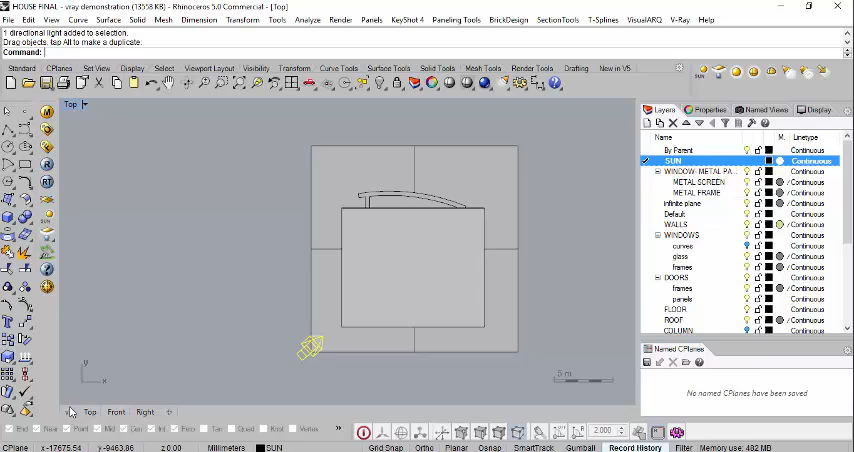 HOUSE FINAL - vray demonstration (13558 KB) - Rhinoceros 5.0 Commercial - [Top]
File Edit View Curve Surface Solid Mesh Dimension Transform Tools Analyze Render Panels KeyShot 4 Paneling Tools BrickDesign SectionTools T-Splines VisualARQ V-Ray Help
1 directional light added to selection.
Drag objects, tap Alt to make a duplicate:
Command:
Standard CPlanes Set View Display Select Viewport Layout Visibility Transform Curve Tools Surface Tools Solid Tools Mesh Tools Render Tools Drafting New in V5
Top
Layers Properties Named Views Display
Name M. Linetype
By Parent Continuous
SUN Continuous
WINDOW- METAL PA... Continuous
METAL SCREEN Continuous
METAL FRAME Continuous
infinite plane Continuous
Default Continuous
WALLS Continuous
WINDOWS Continuous
curves Continuous
glass Continuous
frames Continuous
DOORS Continuous
frames Continuous
panels Continuous
FLOOR Continuous
ROOF Continuous
COLUMN Continuous
Named CPlanes
No named CPlanes have been saved
y
x
5 m
Top Front Right
End Near Point Mid Cen Int Perp Tan Quad Knot Vertex
2.000
CPlane x -17675.54 y -9463.86 z 0.00 Millimeters SUN Grid Snap Ortho Planar Osnap SmartTrack Gumball Record History Filter Memory use: 482 MB